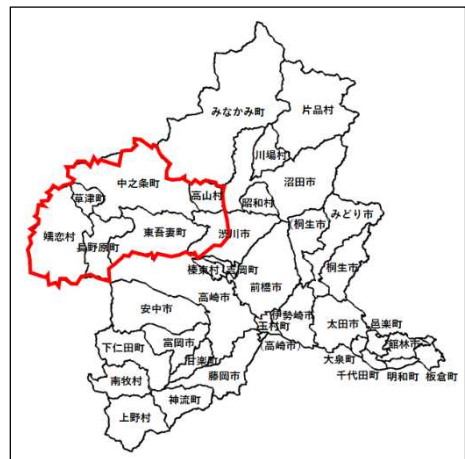 みなかみ町
片品村
川場村
中之条町
沼田市
高山村
草津町
昭和村
みどり市
桐生市
嬬恋村
東吾妻町
渋川市
長野原町
榛東村
吉岡町
桐生市
前橋市
高崎市
安中市
伊勢崎市
太田市
邑楽町
玉村町
館林市
富岡市
高崎市
下仁田町
甘楽町
大泉町
板倉町
藤岡市
千代田町
明和町
南牧村
神流町
上野村